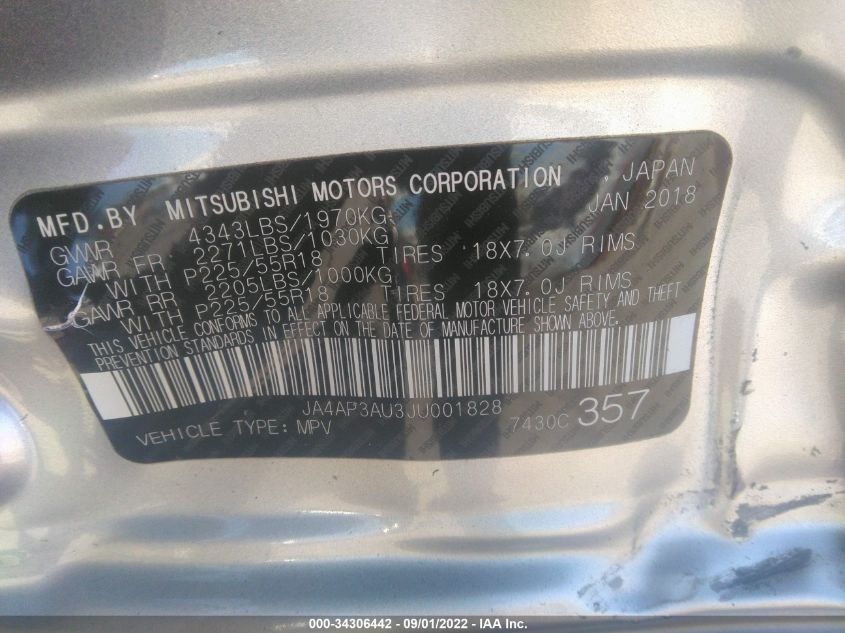 MFD.BY MITSUBISHI MOTORS CORPORATION , JAPAN
JAN 2018
GVWR 4343LBS/1970KG
GAWR FR 2271LBS/1030KG
WITH P225/55R18 TIRES 18X7.0J RIMS
GAWR RR 2205LBS/1000KG
WITH P225/55R18 TIRES 18X7.0J RIMS
THIS VEHICLE CONFORMS TO ALL APPLICABLE FEDERAL MOTOR VEHICLE SAFETY AND THEFT
PREVENTION STANDARDS IN EFFECT ON THE DATE OF MANUFACTURE SHOWN ABOVE.
JA4AP3AU3JU001828
VEHICLE TYPE: MPV 7430C 357
000-34306442 - 09/01/2022 - IAA Inc.